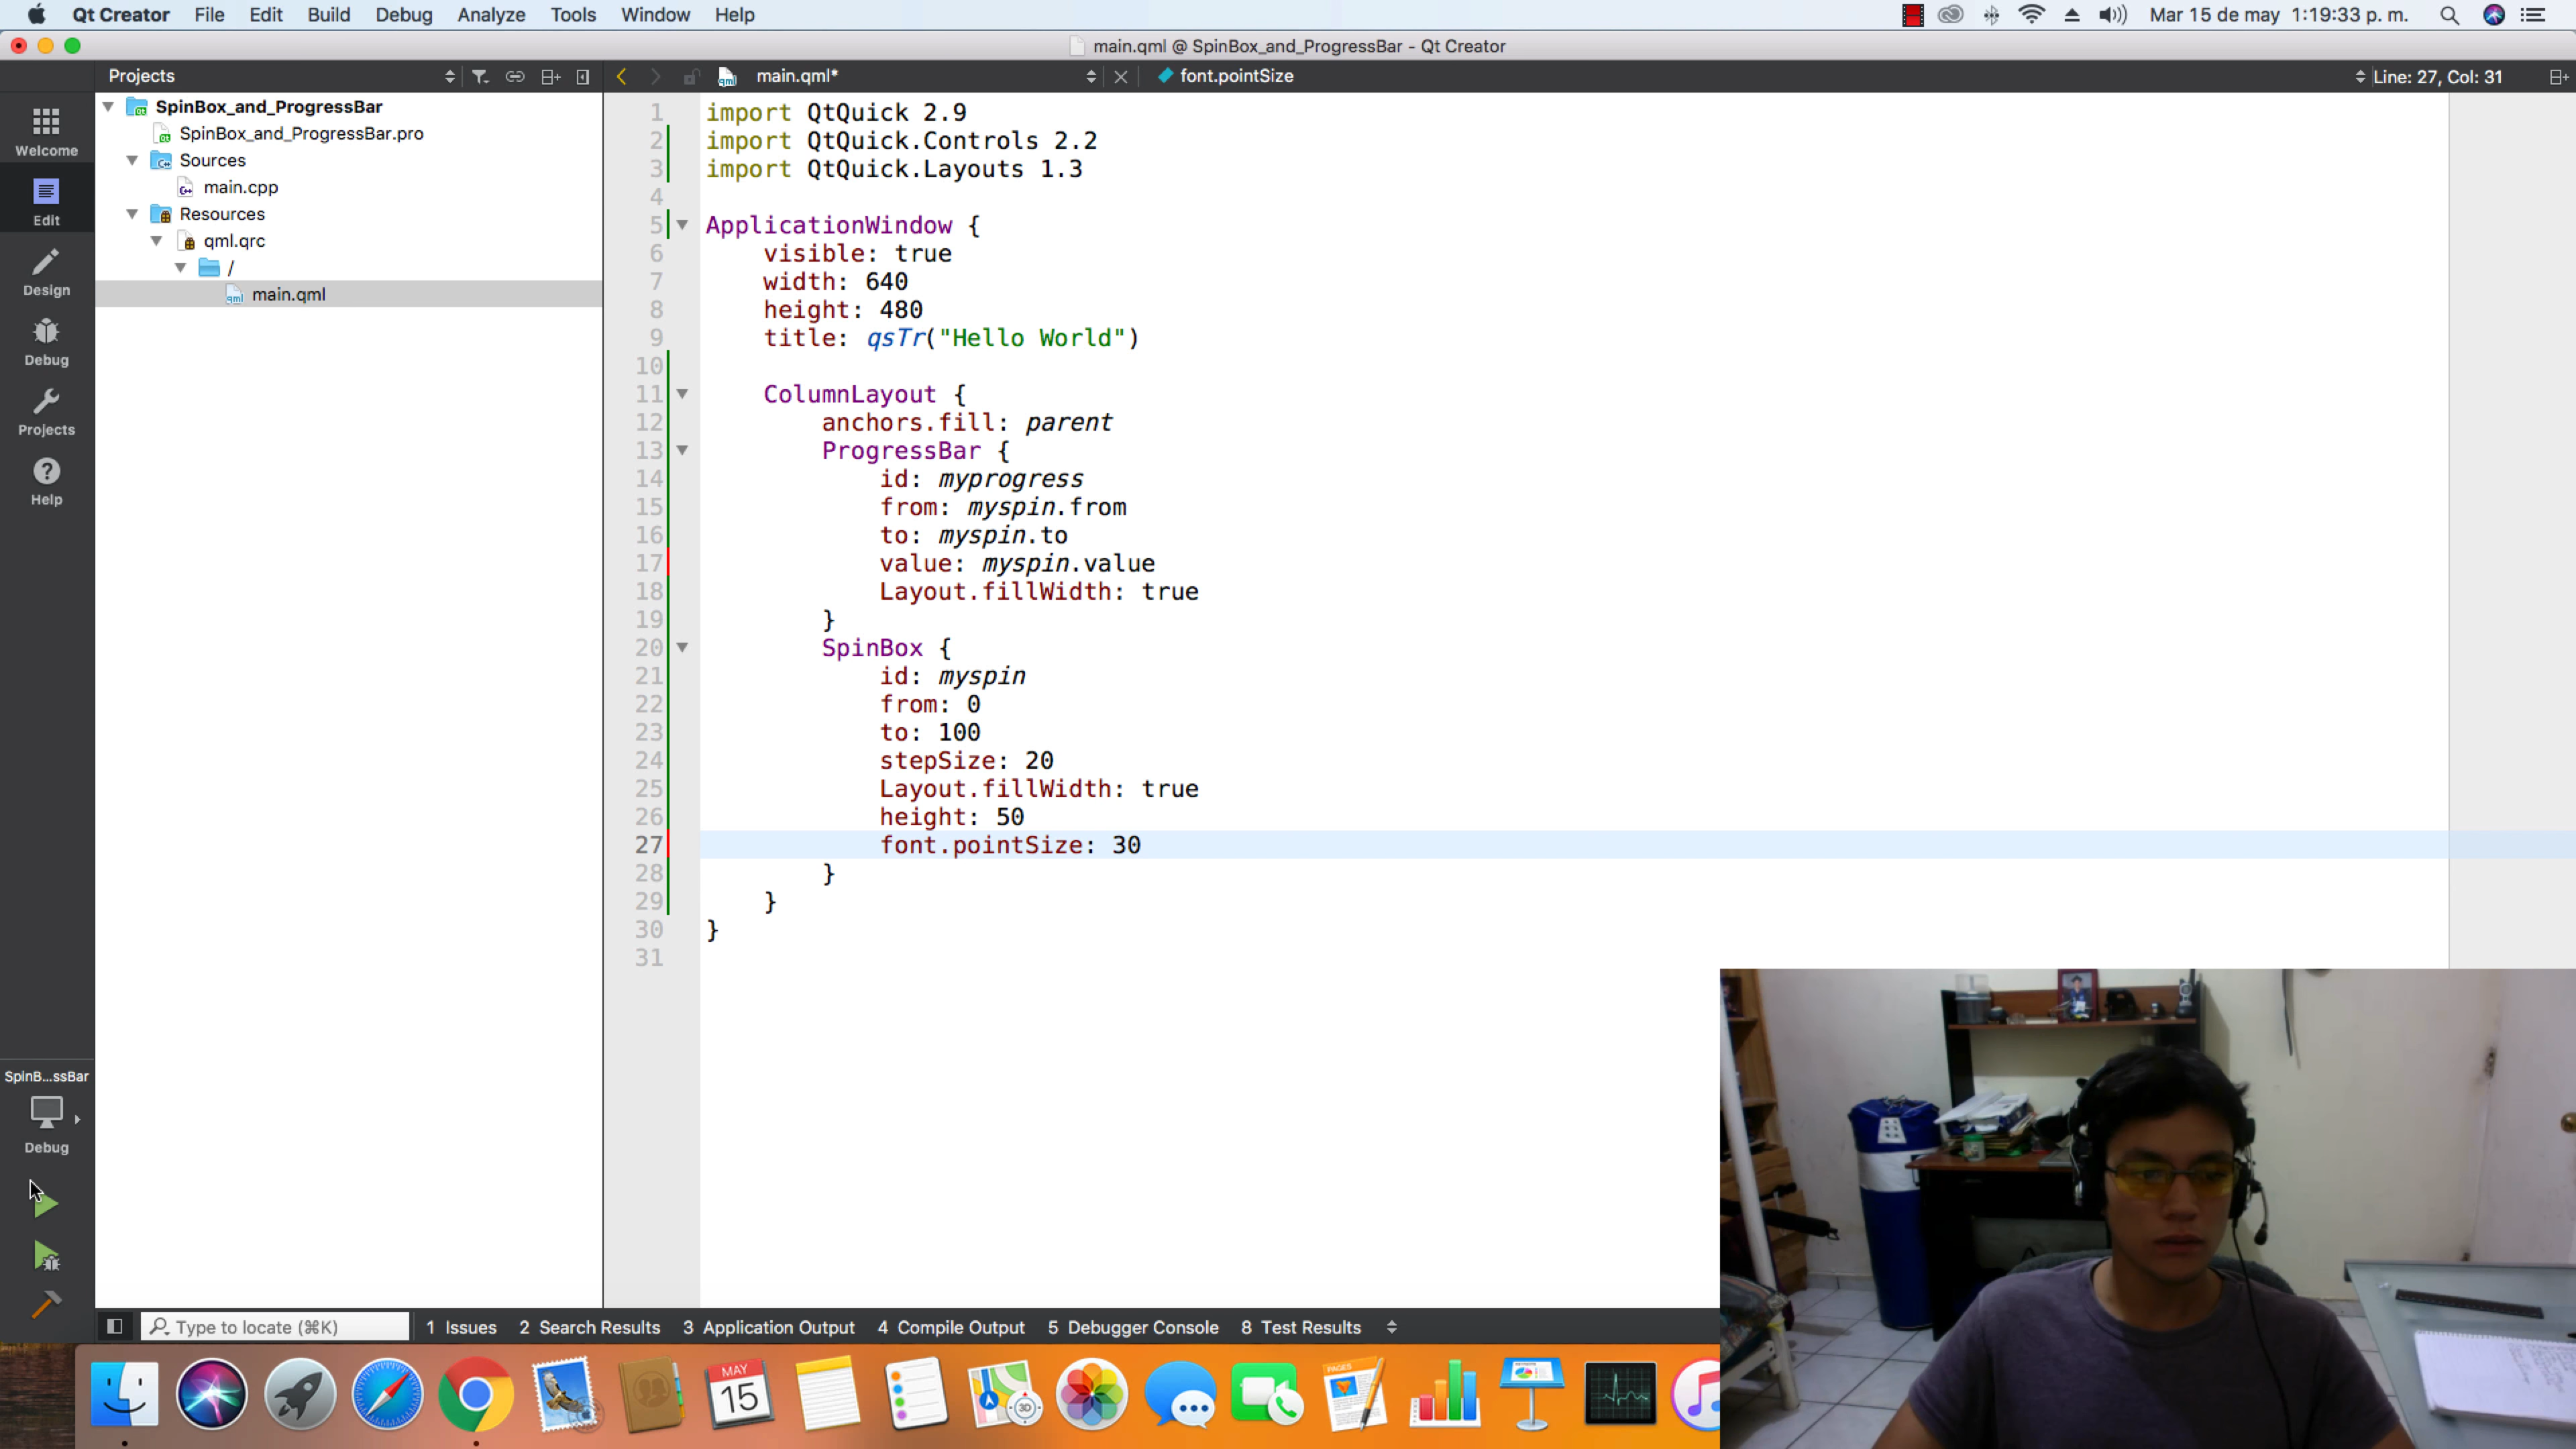 Qt Creator File Edit Build Debug Analyze Tools Window Help Mar 15 de may 1:19:33 p. m.
main.qml @ SpinBox_and_ProgressBar - Qt Creator
Projects main.qml* font.pointSize Line: 27, Col: 31
Welcome
Edit
Design
Debug
Projects
Help
SpinBox_and_ProgressBar
SpinBox_and_ProgressBar.pro
Sources
main.cpp
Resources
qml.qrc
/
main.qml
1 import QtQuick 2.9
2 import QtQuick.Controls 2.2
3 import QtQuick.Layouts 1.3
4
5 ApplicationWindow {
6 visible: true
7 width: 640
8 height: 480
9 title: qsTr("Hello World")
10
11 ColumnLayout {
12 anchors.fill: parent
13 ProgressBar {
14 id: myprogress
15 from: myspin.from
16 to: myspin.to
17 value: myspin.value
18 Layout.fillWidth: true
19 }
20 SpinBox {
21 id: myspin
22 from: 0
23 to: 100
24 stepSize: 20
25 Layout.fillWidth: true
26 height: 50
27 font.pointSize: 30
28 }
29 }
30 }
31
SpinB...ssBar
Debug
Type to locate (⌘K) 1 Issues 2 Search Results 3 Application Output 4 Compile Output 5 Debugger Console 8 Test Results
MAY
15
3D
PAGES